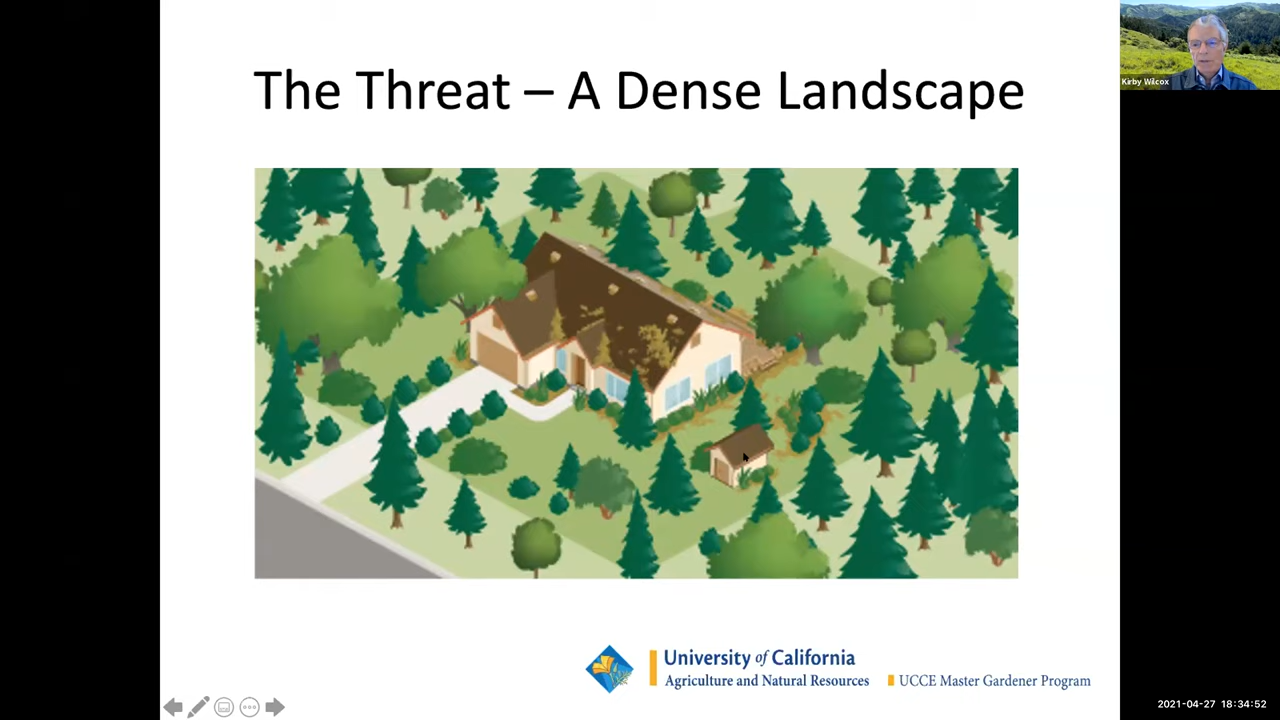 The Threat – A Dense Landscape
Kirby Wilcox
University of California
Agriculture and Natural Resources
UCCE Master Gardener Program
2021-04-27 18:34:52